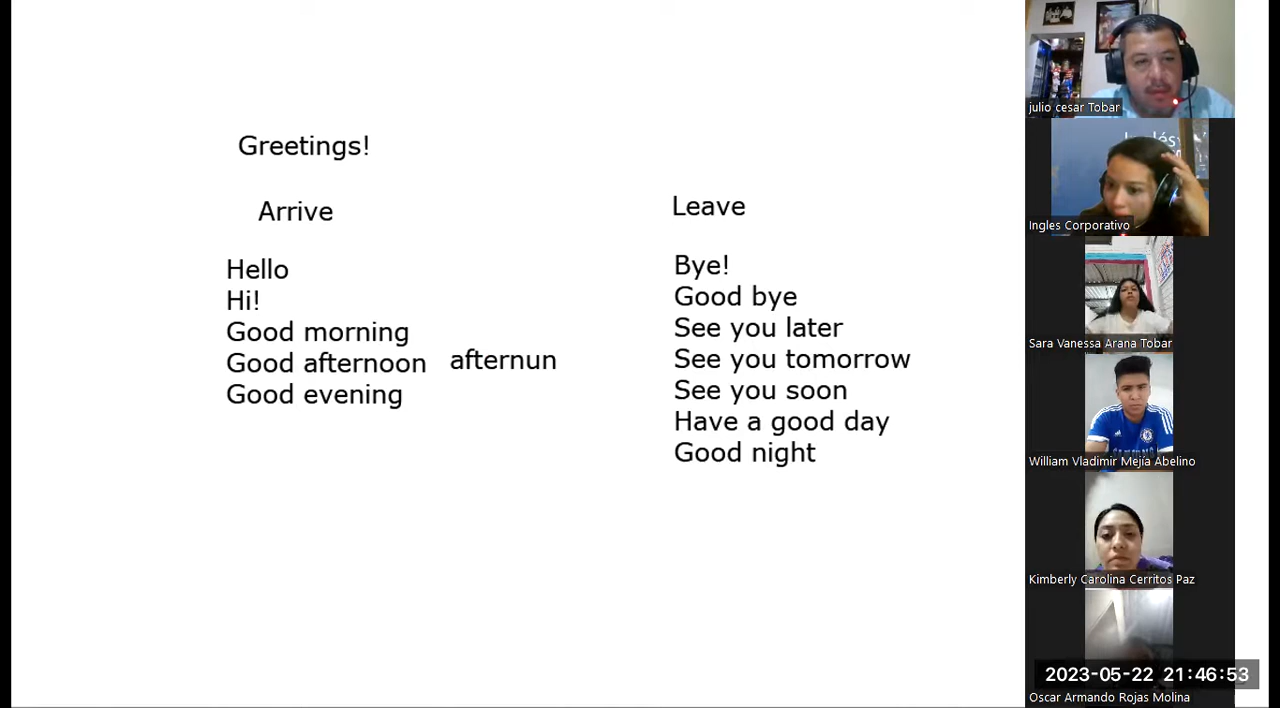 Greetings!
Arrive
Hello
Hi!
Good morning
Good afternoon afternun
Good evening
Leave
Bye!
Good bye
See you later
See you tomorrow
See you soon
Have a good day
Good night
julio cesar Tobar
Ingles Corporativo
Sara Vanessa Arana Tobar
William Vladimir Mejía Abelino
Kimberly Carolina Cerritos Paz
2023-05-22 21:46:53
Oscar Armando Rojas Molina